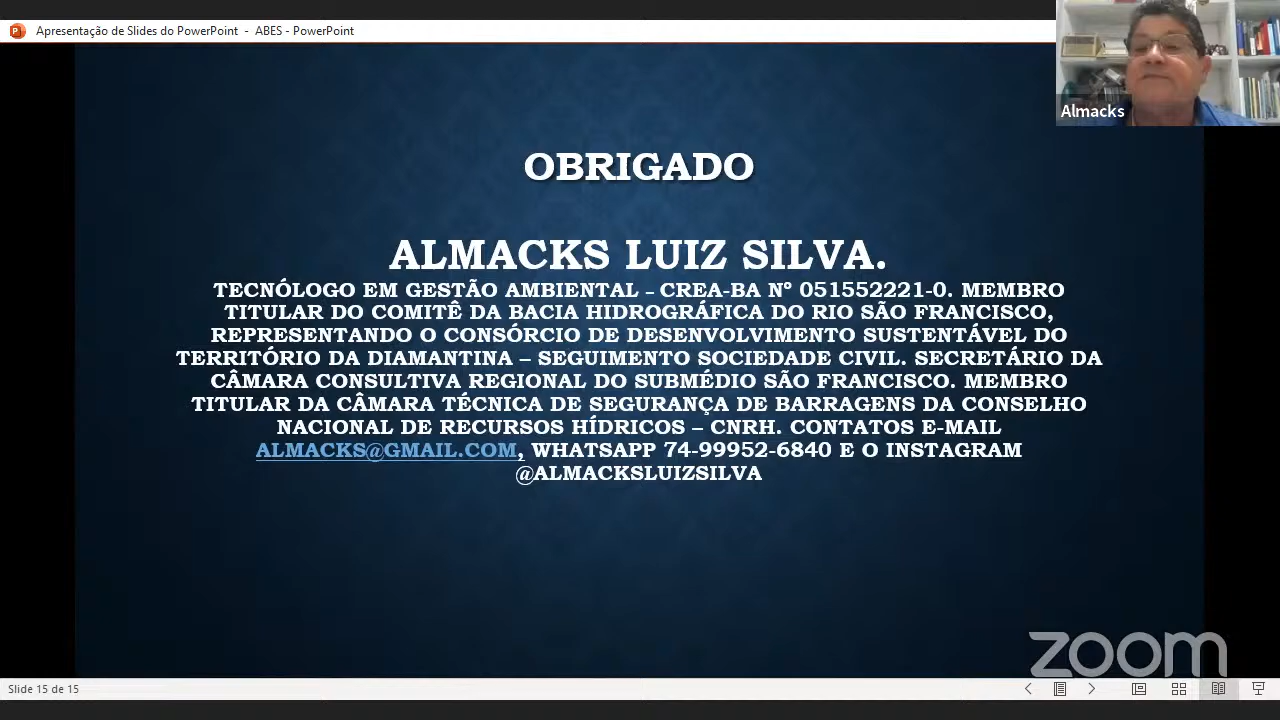 Apresentação de Slides do PowerPoint - ABES - PowerPoint
Almacks
OBRIGADO
ALMACKS LUIZ SILVA.
TECNÓLOGO EM GESTÃO AMBIENTAL – CREA-BA Nº 051552221-0. MEMBRO
TITULAR DO COMITÊ DA BACIA HIDROGRÁFICA DO RIO SÃO FRANCISCO,
REPRESENTANDO O CONSÓRCIO DE DESENVOLVIMENTO SUSTENTÁVEL DO
TERRITÓRIO DA DIAMANTINA – SEGUIMENTO SOCIEDADE CIVIL. SECRETÁRIO DA
CÂMARA CONSULTIVA REGIONAL DO SUBMÉDIO SÃO FRANCISCO. MEMBRO
TITULAR DA CÂMARA TÉCNICA DE SEGURANÇA DE BARRAGENS DA CONSELHO
NACIONAL DE RECURSOS HÍDRICOS – CNRH. CONTATOS E-MAIL
ALMACKS@GMAIL.COM, WHATSAPP 74-99952-6840 E O INSTAGRAM
@ALMACKSLUIZSILVA
zoom
Slide 15 de 15